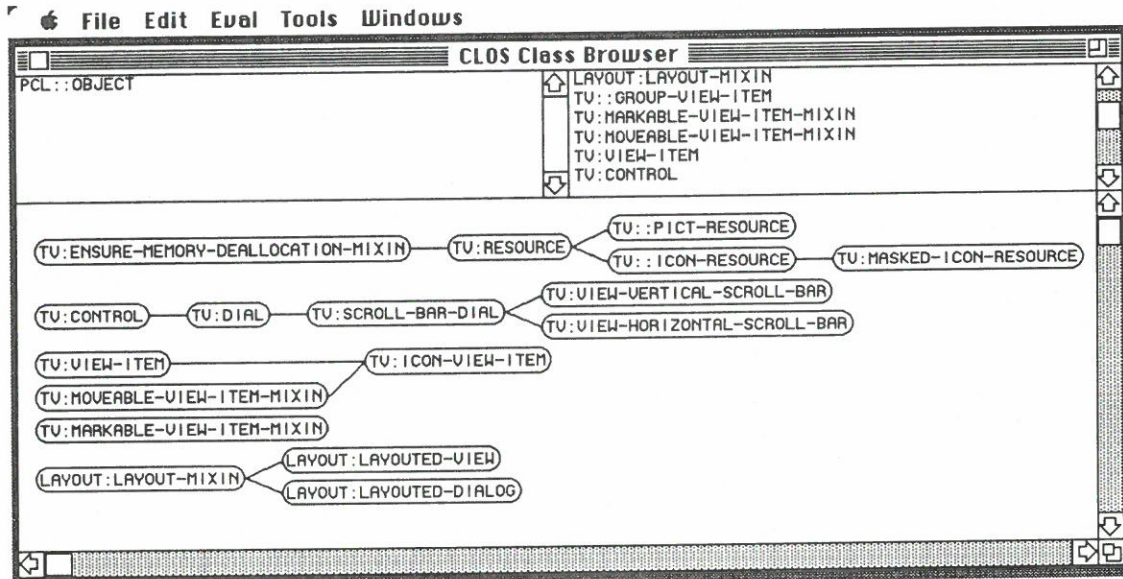 File Edit Eval Tools Windows
CLOS Class Browser
PCL::OBJECT
LAYOUT:LAYOUT-MIXIN
TV::GROUP-VIEW-ITEM
TV:MARKABLE-VIEW-ITEM-MIXIN
TV:MOVEABLE-VIEW-ITEM-MIXIN
TV:VIEW-ITEM
TV:CONTROL
TV::PICT-RESOURCE
TV:ENSURE-MEMORY-DEALLOCATION-MIXIN TV:RESOURCE
TV::ICON-RESOURCE TV:MASKED-ICON-RESOURCE
TV:VIEW-VERTICAL-SCROLL-BAR
TV:CONTROL TV:DIAL TV:SCROLL-BAR-DIAL
TV:VIEW-HORIZONTAL-SCROLL-BAR
TV:VIEW-ITEM TV:ICON-VIEW-ITEM
TV:MOVEABLE-VIEW-ITEM-MIXIN
TV:MARKABLE-VIEW-ITEM-MIXIN
LAYOUT:LAYOUTED-VIEW
LAYOUT:LAYOUT-MIXIN
LAYOUT:LAYOUTED-DIALOG